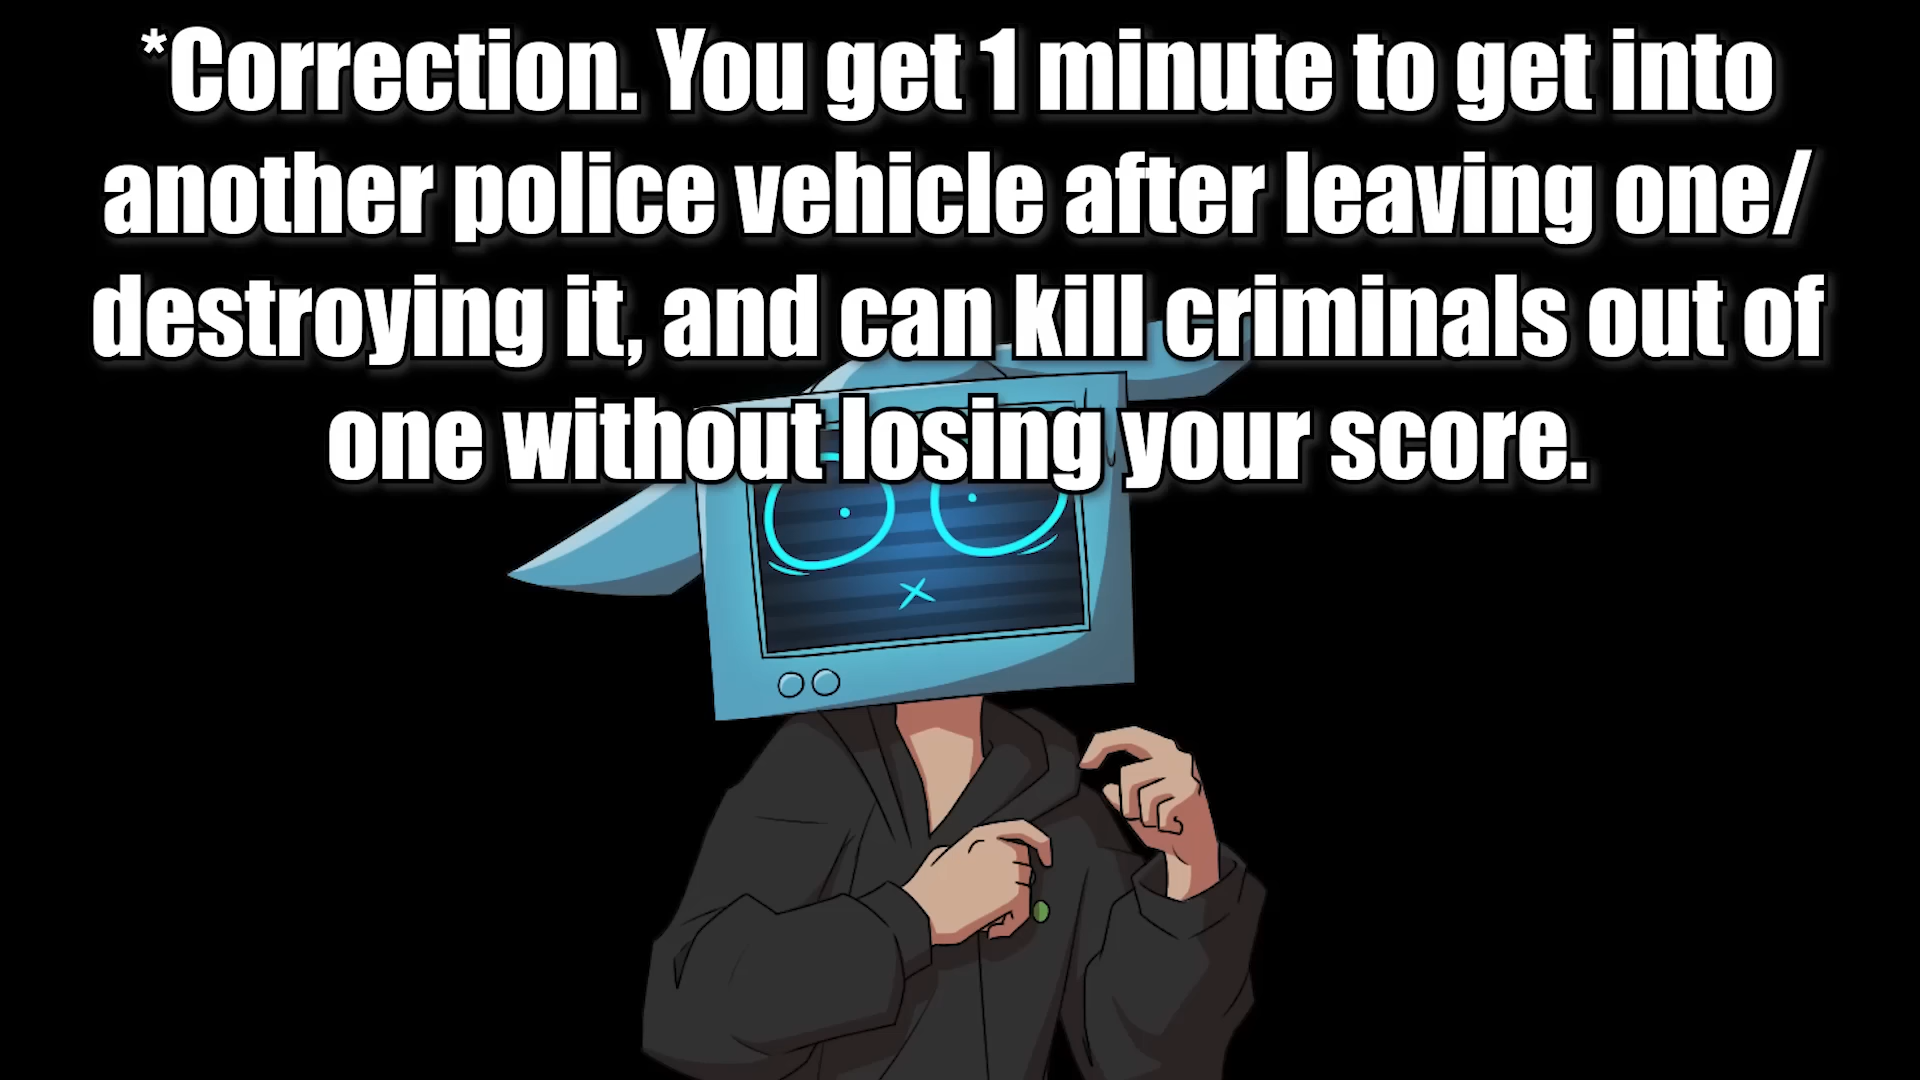 *Correction. You get 1 minute to get into
another police vehicle after leaving one/
destroying it, and can kill criminals out of
one without losing your score.